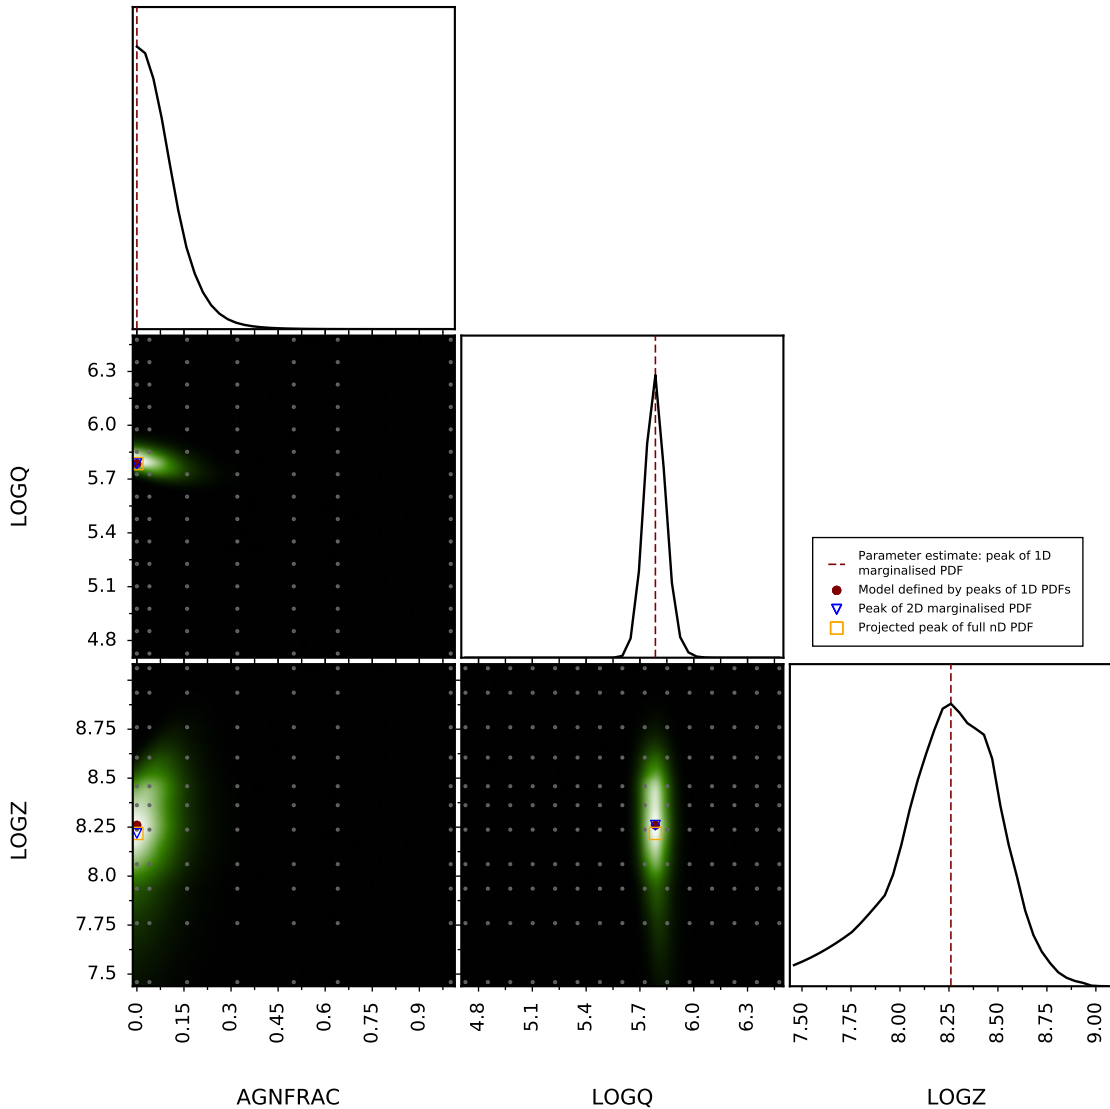 LOGQ
6.3
6.0
5.7
5.4
5.1
4.8
Parameter estimate: peak of 1D
marginalised PDF
Model defined by peaks of 1D PDFs
Peak of 2D marginalised PDF
Projected peak of full nD PDF
LOGZ
8.75
8.5
8.25
8.0
7.75
7.5
0.0 0.15 0.3 0.45 0.6 0.75 0.9
4.8 5.1 5.4 5.7 6.0 6.3
7.50 7.75 8.00 8.25 8.50 8.75 9.00
AGNFRAC
LOGQ
LOGZ